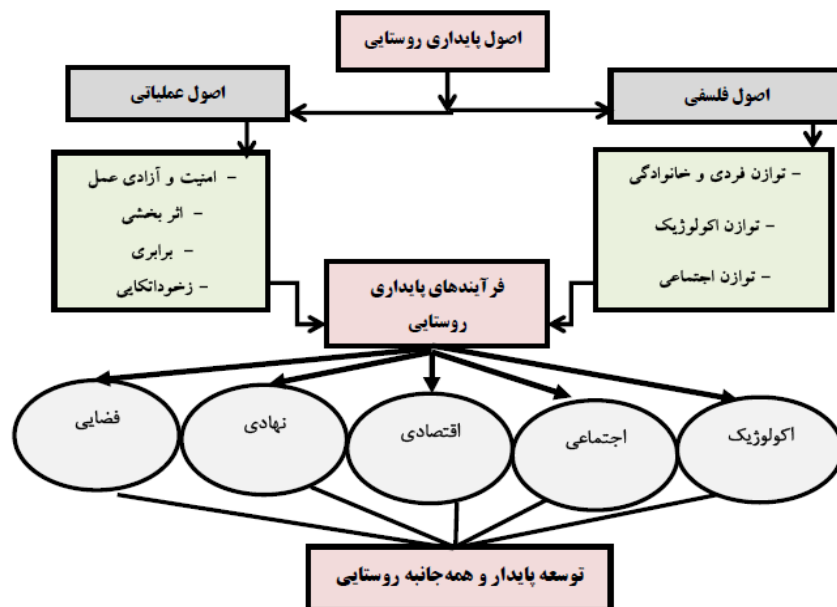 اصول پایداری روستایی
اصول فلسفی
اصول عملیاتی
- توازن فردی و خانوادگی
- توازن اکولوژیک
- توازن اجتماعی
- امنیت و آزادی عمل
- اثر بخشی
- برابری
- زخوداتکایی
فرآیندهای پایداری
روستایی
اکولوژیک
اجتماعی
اقتصادی
نهادی
فضایی
توسعه پایدار و همه‌جانبه روستایی